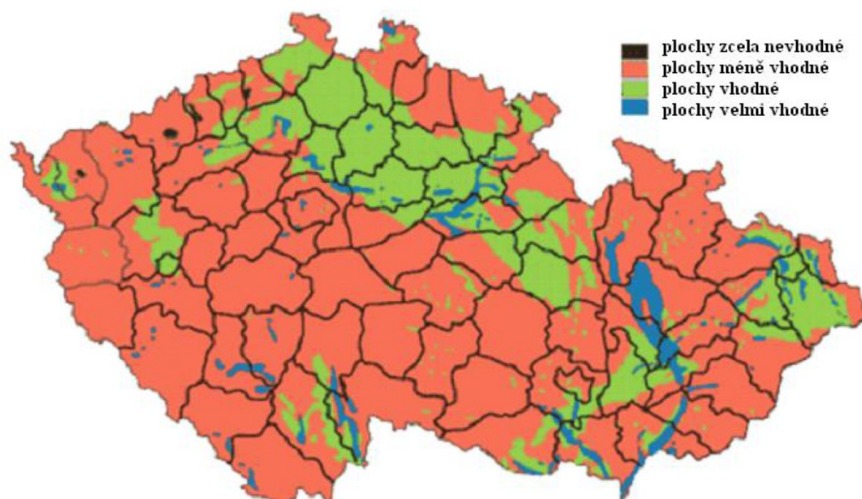 plochy zcela nevhodné
plochy méně vhodné
plochy vhodné
plochy velmi vhodné